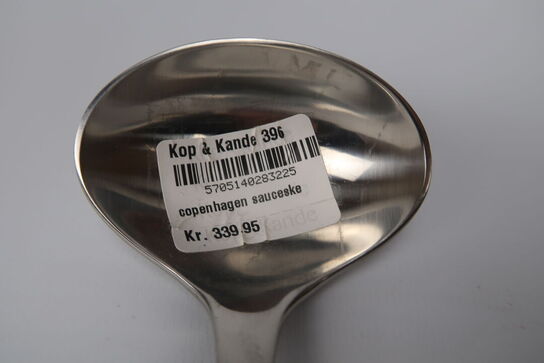 Kop & Kande 396
5705140283225
copenhagen sauceske
Kr. 339.95